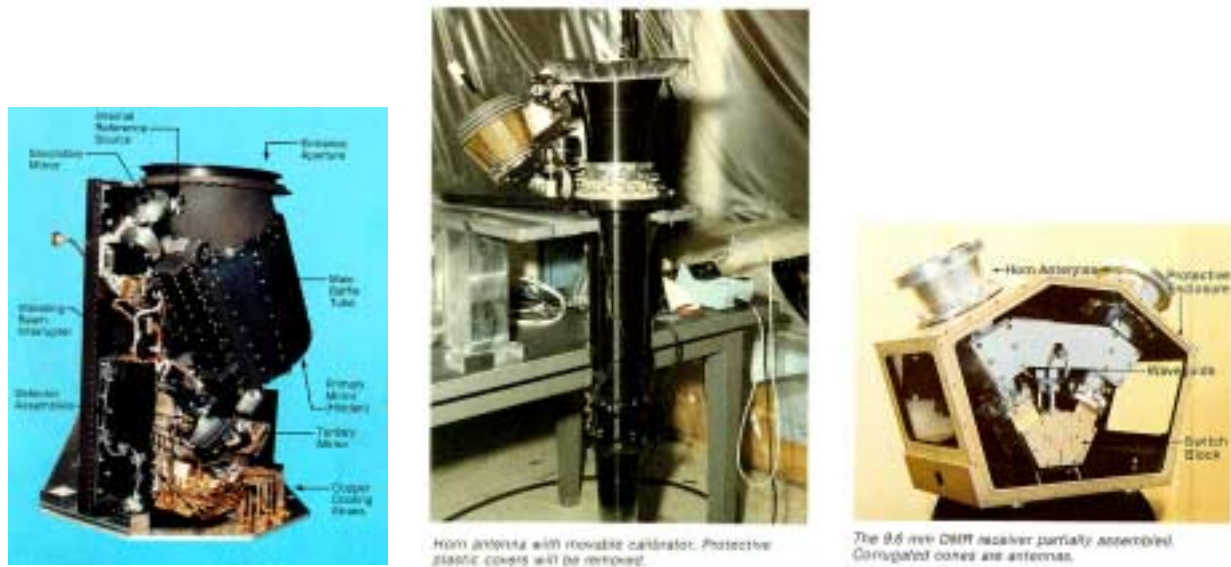 Internal
Reference
Source
Secondary
Mirror
Entrance
Aperture
Main
Baffle
Tube
Vibrating
Beam
Interrupter
Detector
Assemblies
Primary
Mirror
(Hidden)
Tertiary
Mirror
Copper
Cooling
Straps
Horn antenna with movable calibrator. Protective
plastic covers will be removed.
Horn Antennas
Protective
Enclosure
Waveguide
Switch
Block
The 9.6 mm DMR receiver partially assembled.
Corrugated cones are antennas.